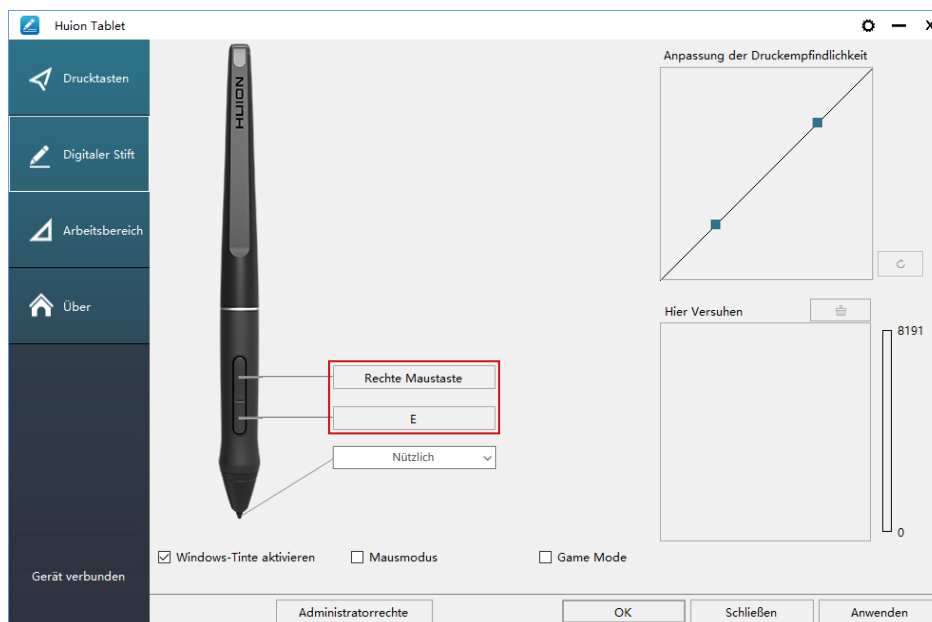 Huion Tablet
Drucktasten
Digitaler Stift
Arbeitsbereich
Über
Gerät verbunden
HUION
Rechte Maustaste
E
Nützlich
Anpassung der Druckempfindlichkeit
Hier Versuhen
8191
0
Windows-Tinte aktivieren
Mausmodus
Game Mode
Administratorrechte
OK
Schließen
Anwenden